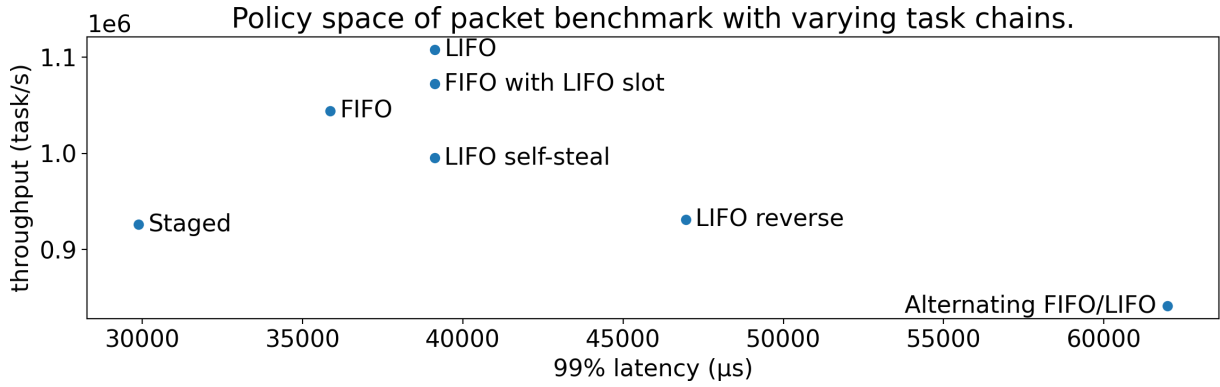 Policy space of packet benchmark with varying task chains.
1e6
throughput (task/s)
1.1
1.0
0.9
LIFO
FIFO with LIFO slot
FIFO
LIFO self-steal
Staged
LIFO reverse
Alternating FIFO/LIFO
30000 35000 40000 45000 50000 55000 60000
99% latency (μs)